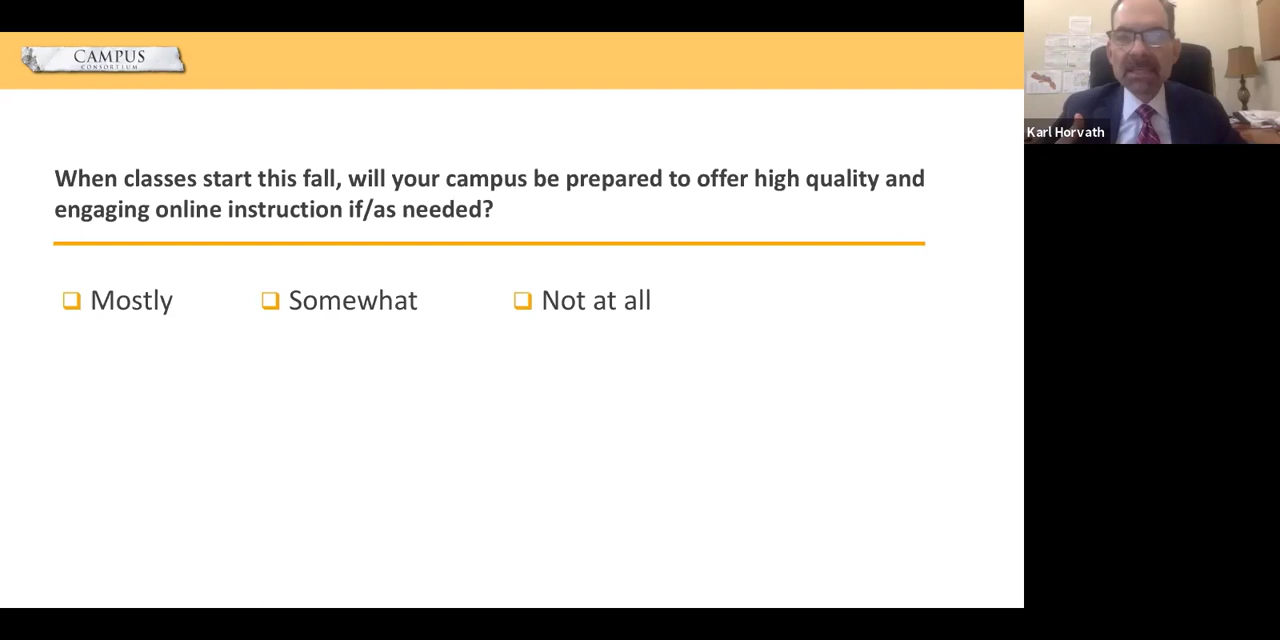 CAMPUS
CONSORTIUM
Karl Horvath
When classes start this fall, will your campus be prepared to offer high quality and
engaging online instruction if/as needed?
Mostly Somewhat Not at all